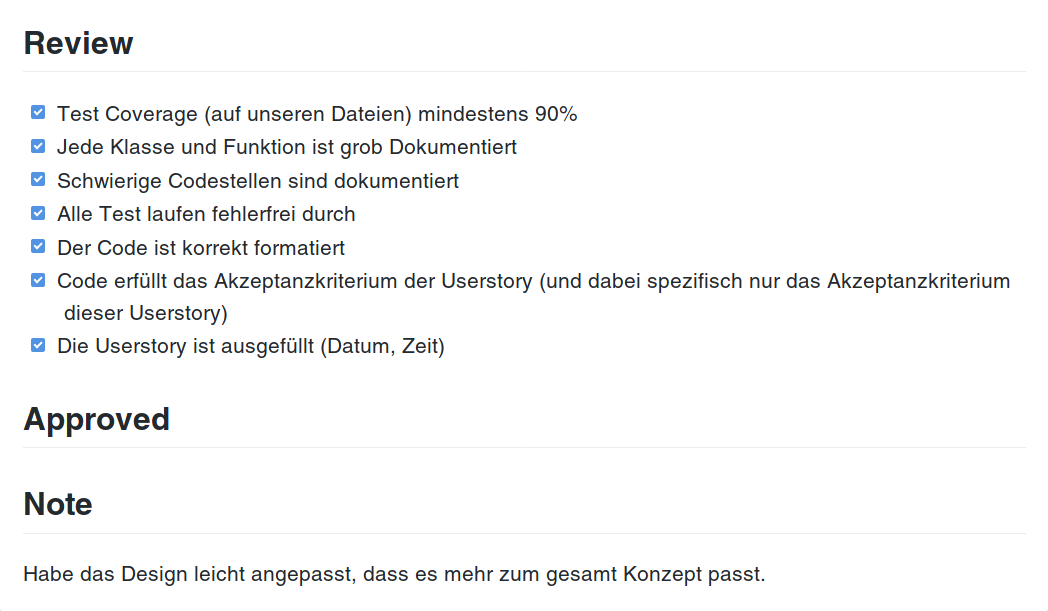 Review
Test Coverage (auf unseren Dateien) mindestens 90%
Jede Klasse und Funktion ist grob Dokumentiert
Schwierige Codestellen sind dokumentiert
Alle Test laufen fehlerfrei durch
Der Code ist korrekt formatiert
Code erfüllt das Akzeptanzkriterium der Userstory (und dabei spezifisch nur das Akzeptanzkriterium
dieser Userstory)
Die Userstory ist ausgefüllt (Datum, Zeit)
Approved
Note
Habe das Design leicht angepasst, dass es mehr zum gesamt Konzept passt.